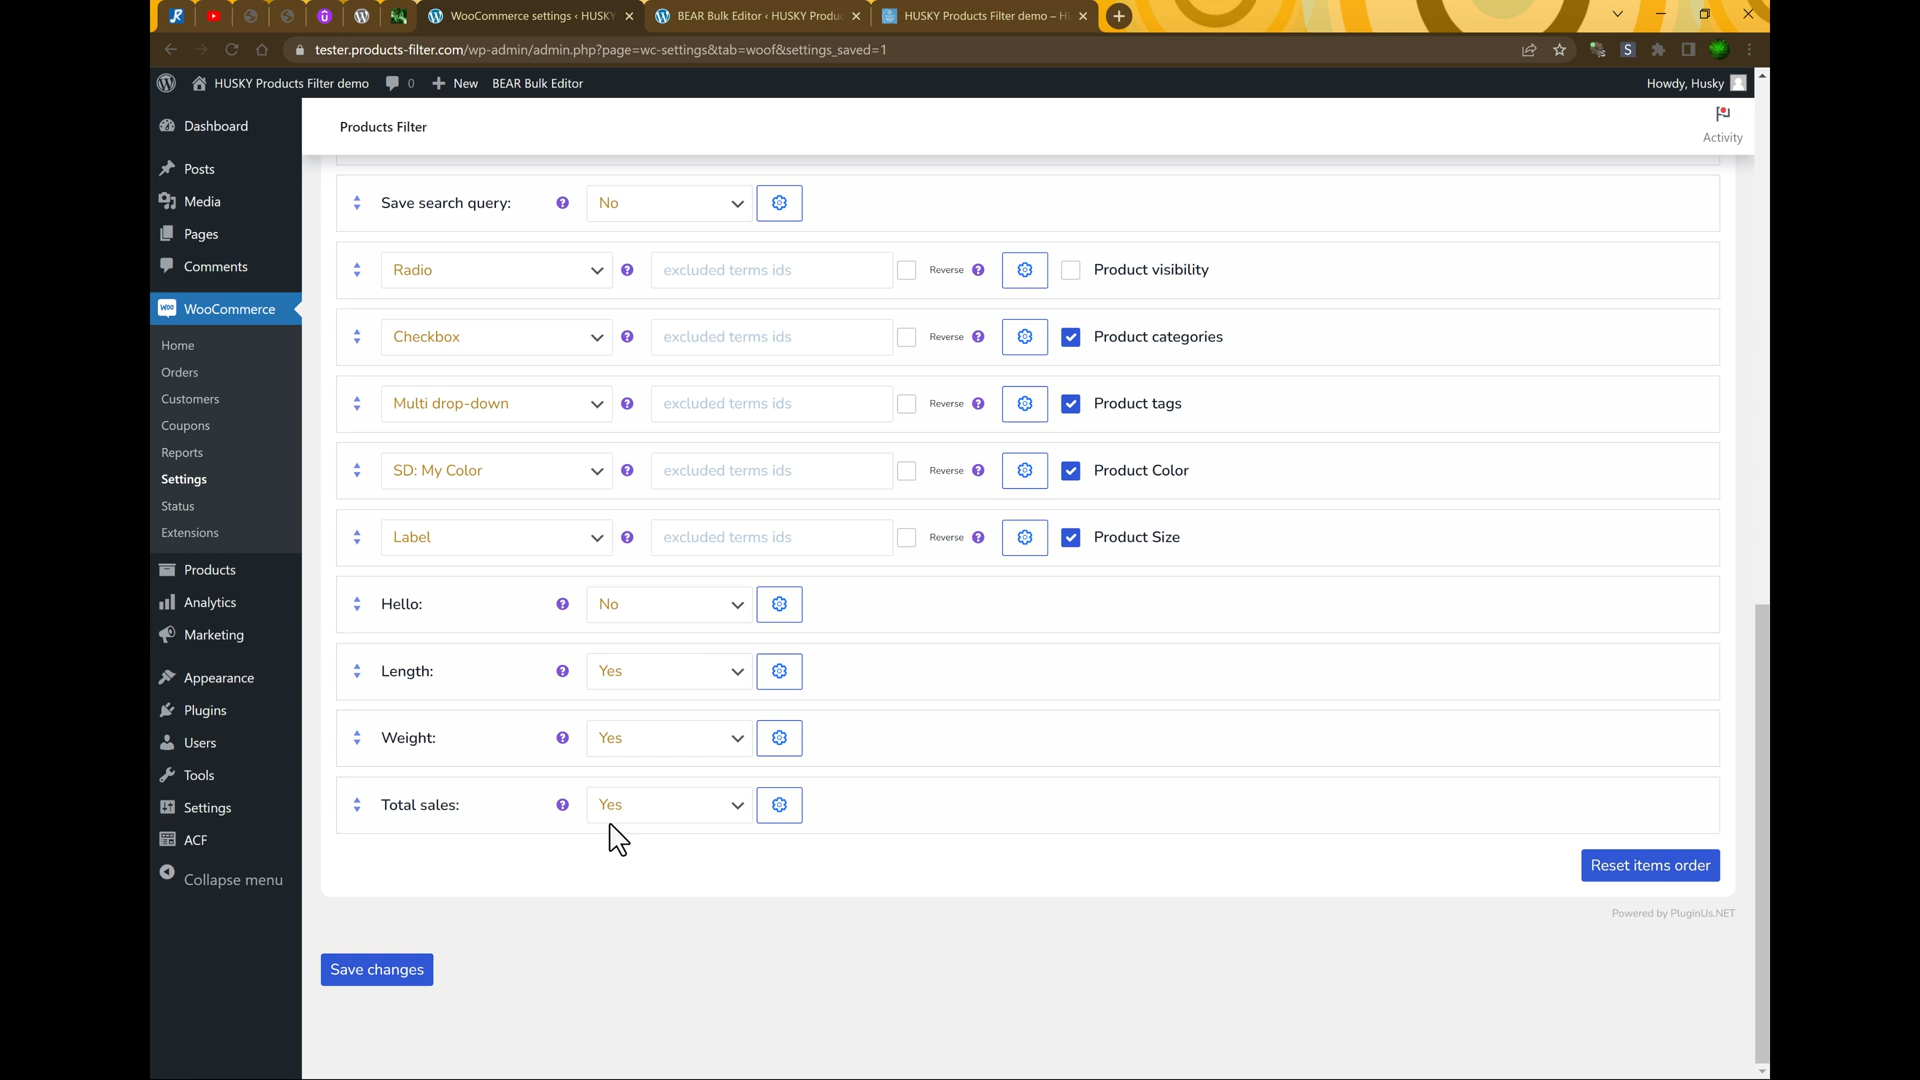 WooCommerce settings ‹ HUSKY
BEAR Bulk Editor ‹ HUSKY Produc
HUSKY Products Filter demo – H
tester.products-filter.com/wp-admin/admin.php?page=wc-settings&tab=woof&settings_saved=1
HUSKY Products Filter demo
0
New
BEAR Bulk Editor
Howdy, Husky
Dashboard
Posts
Media
Pages
Comments
WooCommerce
Home
Orders
Customers
Coupons
Reports
Settings
Status
Extensions
Products
Analytics
Marketing
Appearance
Plugins
Users
Tools
Settings
ACF
Collapse menu
Products Filter
Activity
Save search query: ? No
Radio ? excluded terms ids Reverse ? Product visibility
Checkbox ? excluded terms ids Reverse ? Product categories
Multi drop-down ? excluded terms ids Reverse ? Product tags
SD: My Color ? excluded terms ids Reverse ? Product Color
Label ? excluded terms ids Reverse ? Product Size
Hello: ? No
Length: ? Yes
Weight: ? Yes
Total sales: ? Yes
Reset items order
Powered by PluginUs.NET
Save changes